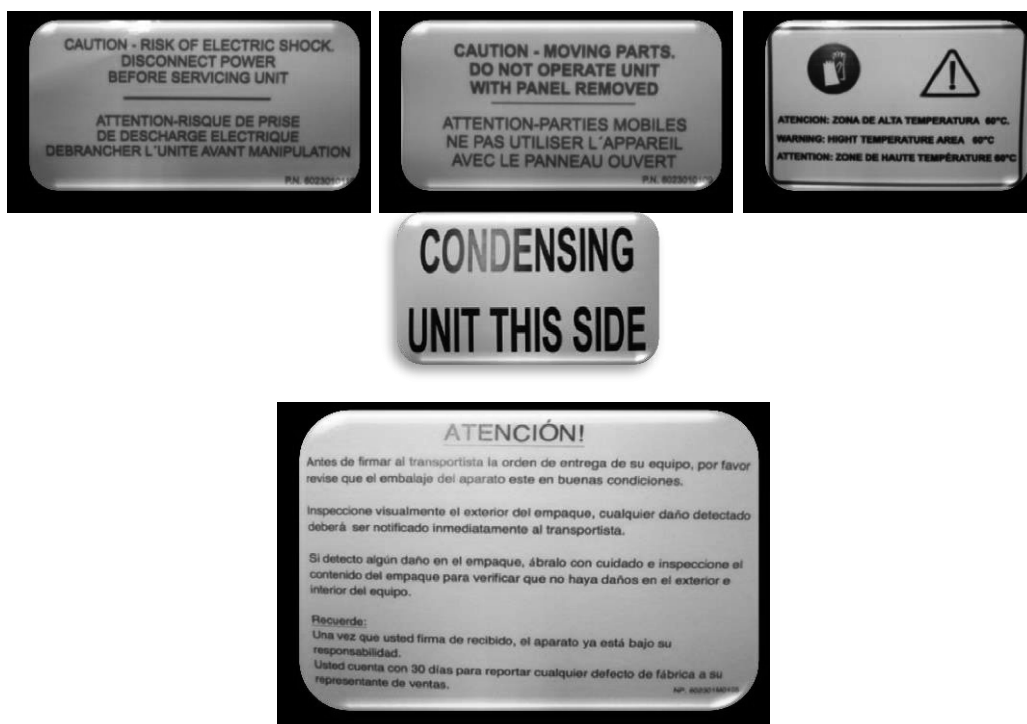 CAUTION - RISK OF ELECTRIC SHOCK.
DISCONNECT POWER
BEFORE SERVICING UNIT
ATTENTION-RISQUE DE PRISE
DE DESCHARGE ELECTRIQUE
DEBRANCHER L´UNITE AVANT MANIPULATION
P.N.
CAUTION - MOVING PARTS.
DO NOT OPERATE UNIT
WITH PANEL REMOVED
ATTENTION-PARTIES MOBILES
NE PAS UTILISER L´APPAREIL
AVEC LE PANNEAU OUVERT
P.N.
ATENCION: ZONA DE ALTA TEMPERATURA 60°C.
WARNING: HIGHT TEMPERATURE AREA 60°C
ATTENTION: ZONE DE HAUTE TEMPÉRATURE 60°C
CONDENSING
UNIT THIS SIDE
ATENCIÓN!
Antes de firmar al transportista la orden de entrega de su equipo, por favor
revise que el embalaje del aparato este en buenas condiciones.
Inspeccione visualmente el exterior del empaque, cualquier daño detectado
deberá ser notificado inmediatamente al transportista.
Si detecto algún daño en el empaque, ábralo con cuidado e inspeccione el
contenido del empaque para verificar que no haya daños en el exterior e
interior del equipo.
Recuerde:
Una vez que usted firma de recibido, el aparato ya está bajo su
responsabilidad.
Usted cuenta con 30 días para reportar cualquier defecto de fábrica a su
representante de ventas.
NP.